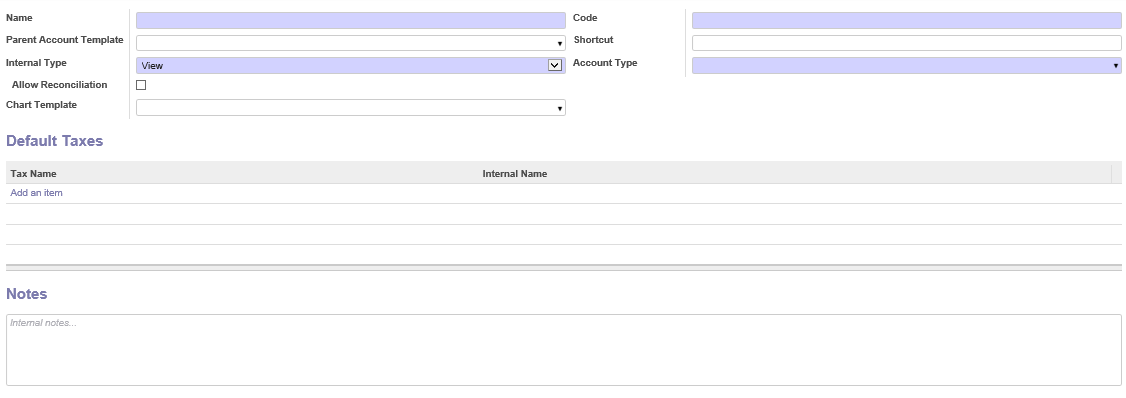 Name
Code
Parent Account Template
Shortcut
Internal Type View
Account Type
Allow Reconciliation
Chart Template
Default Taxes
Tax Name Internal Name
Add an item
Notes
Internal notes...